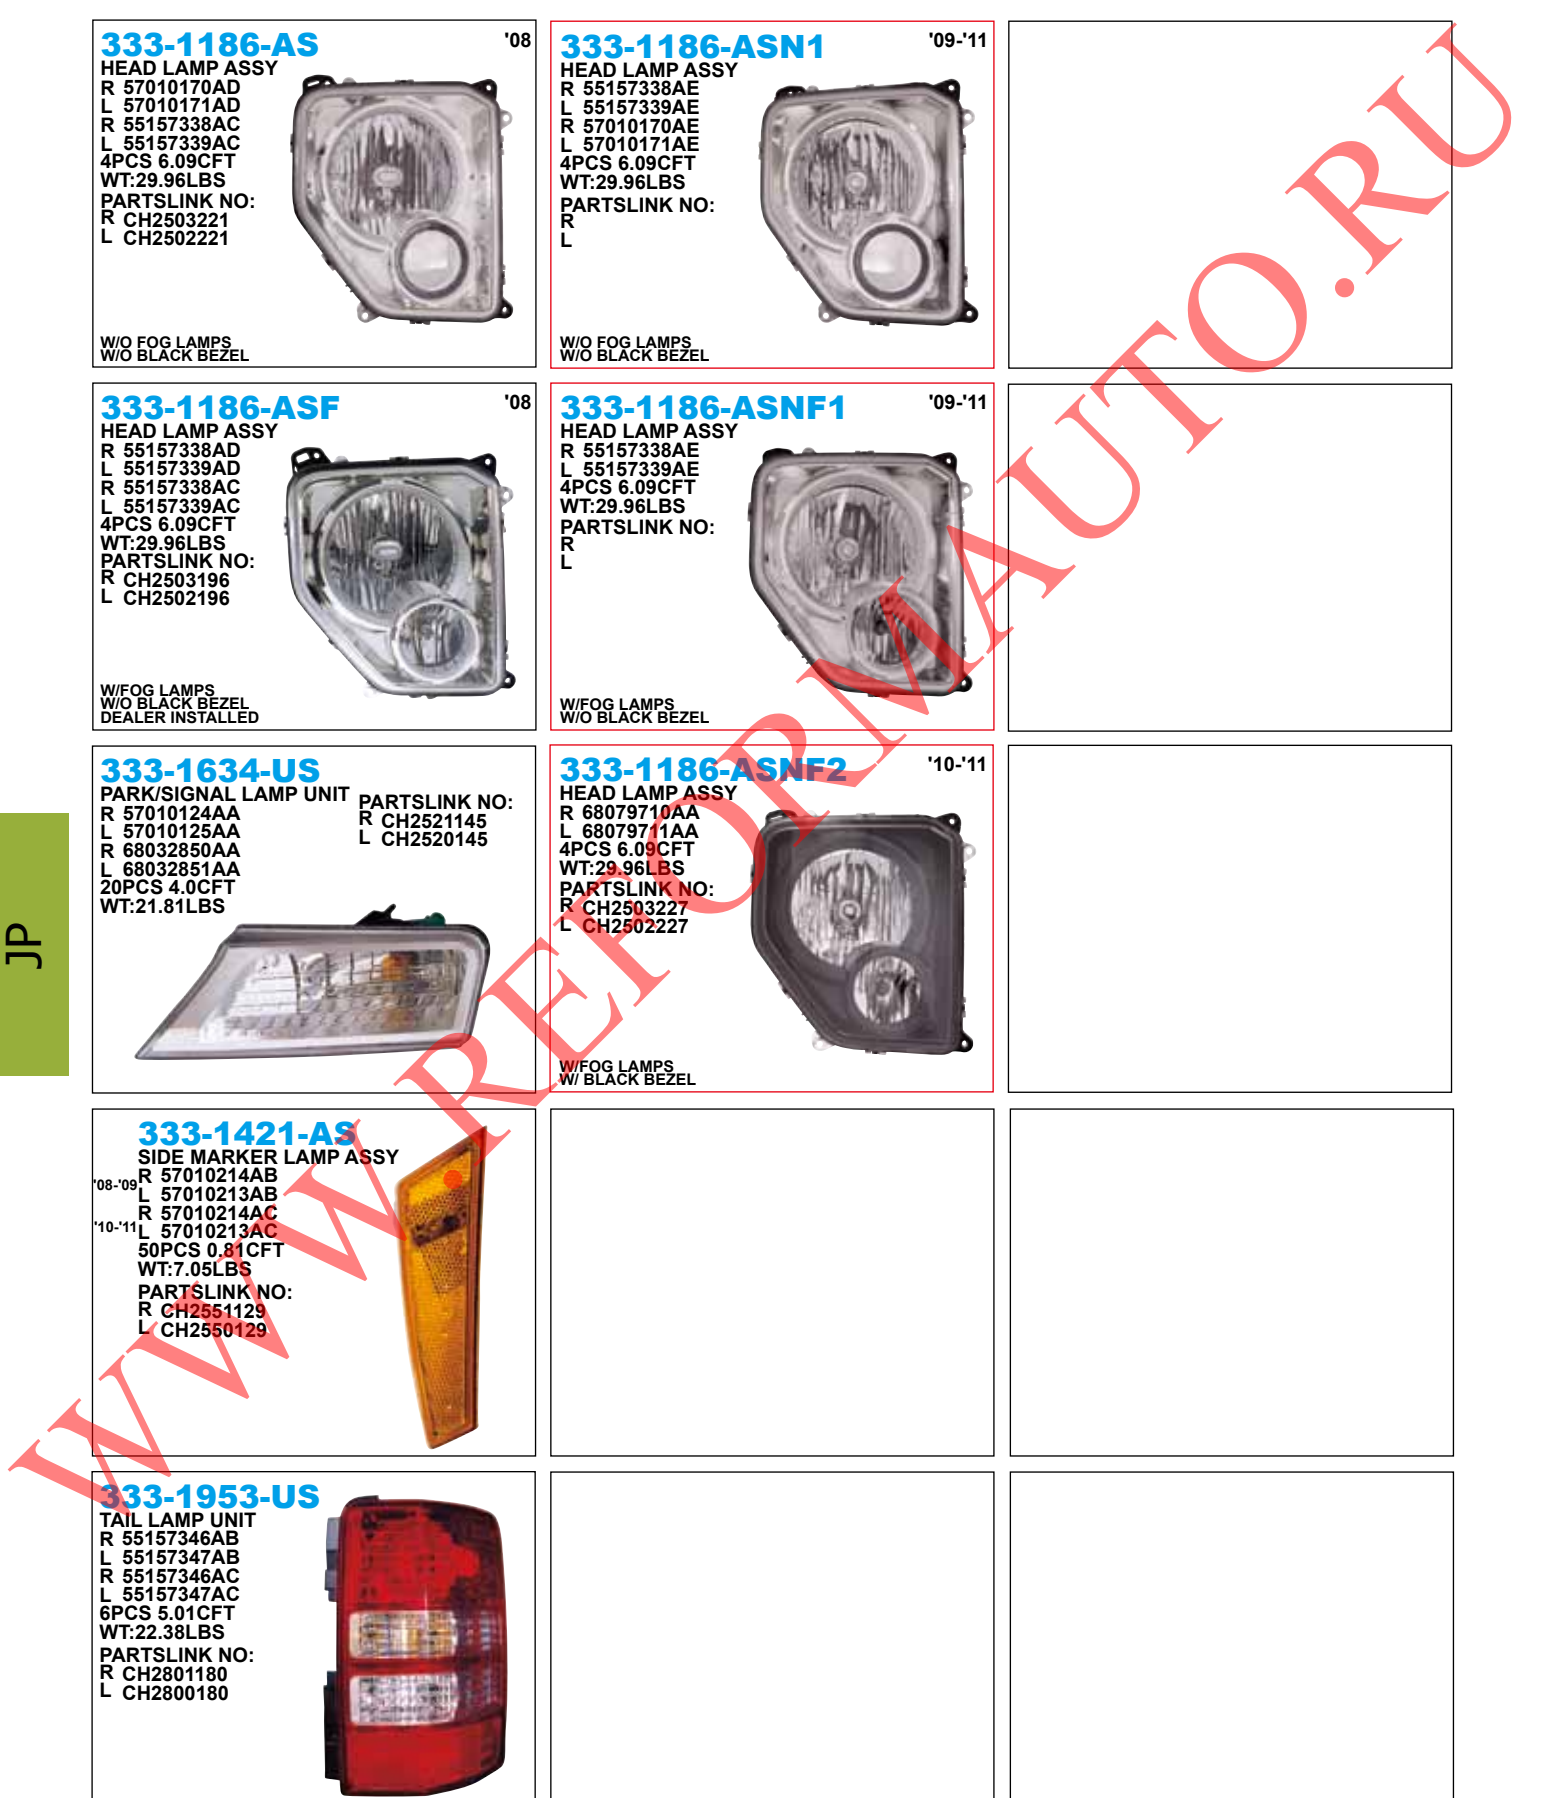 333-1186-AS '08
HEAD LAMP ASSY
R 57010170AD
L 57010171AD
R 55157338AC
L 55157339AC
4PCS 6.09CFT
WT:29.96LBS
PARTSLINK NO:
R CH2503221
L CH2502221
W/O FOG LAMPS
W/O BLACK BEZEL
333-1186-ASN1 '09-'11
HEAD LAMP ASSY
R 55157338AE
L 55157339AE
R 57010170AE
L 57010171AE
4PCS 6.09CFT
WT:29.96LBS
PARTSLINK NO:
R
L
W/O FOG LAMPS
W/O BLACK BEZEL
333-1186-ASF '08
HEAD LAMP ASSY
R 55157338AD
L 55157339AD
R 55157338AC
L 55157339AC
4PCS 6.09CFT
WT:29.96LBS
PARTSLINK NO:
R CH2503196
L CH2502196
W/FOG LAMPS
W/O BLACK BEZEL
DEALER INSTALLED
333-1186-ASNF1 '09-'11
HEAD LAMP ASSY
R 55157338AE
L 55157339AE
4PCS 6.09CFT
WT:29.96LBS
PARTSLINK NO:
R
L
W/FOG LAMPS
W/O BLACK BEZEL
333-1634-US
PARK/SIGNAL LAMP UNIT
R 57010124AA
L 57010125AA
R 68032850AA
L 68032851AA
20PCS 4.0CFT
WT:21.81LBS
PARTSLINK NO:
R CH2521145
L CH2520145
333-1186-ASNF2 '10-'11
HEAD LAMP ASSY
R 68079710AA
L 68079711AA
4PCS 6.09CFT
WT:29.96LBS
PARTSLINK NO:
R CH2503227
L CH2502227
W/FOG LAMPS
W/ BLACK BEZEL
JP
333-1421-AS
SIDE MARKER LAMP ASSY
'08-'09 R 57010214AB
L 57010213AB
'10-'11 R 57010214AC
L 57010213AC
50PCS 0.81CFT
WT:7.05LBS
PARTSLINK NO:
R CH2551129
L CH2550129
333-1953-US
TAIL LAMP UNIT
R 55157346AB
L 55157347AB
R 55157346AC
L 55157347AC
6PCS 5.01CFT
WT:22.38LBS
PARTSLINK NO:
R CH2801180
L CH2800180
WWW.REFORMAUTO.RU